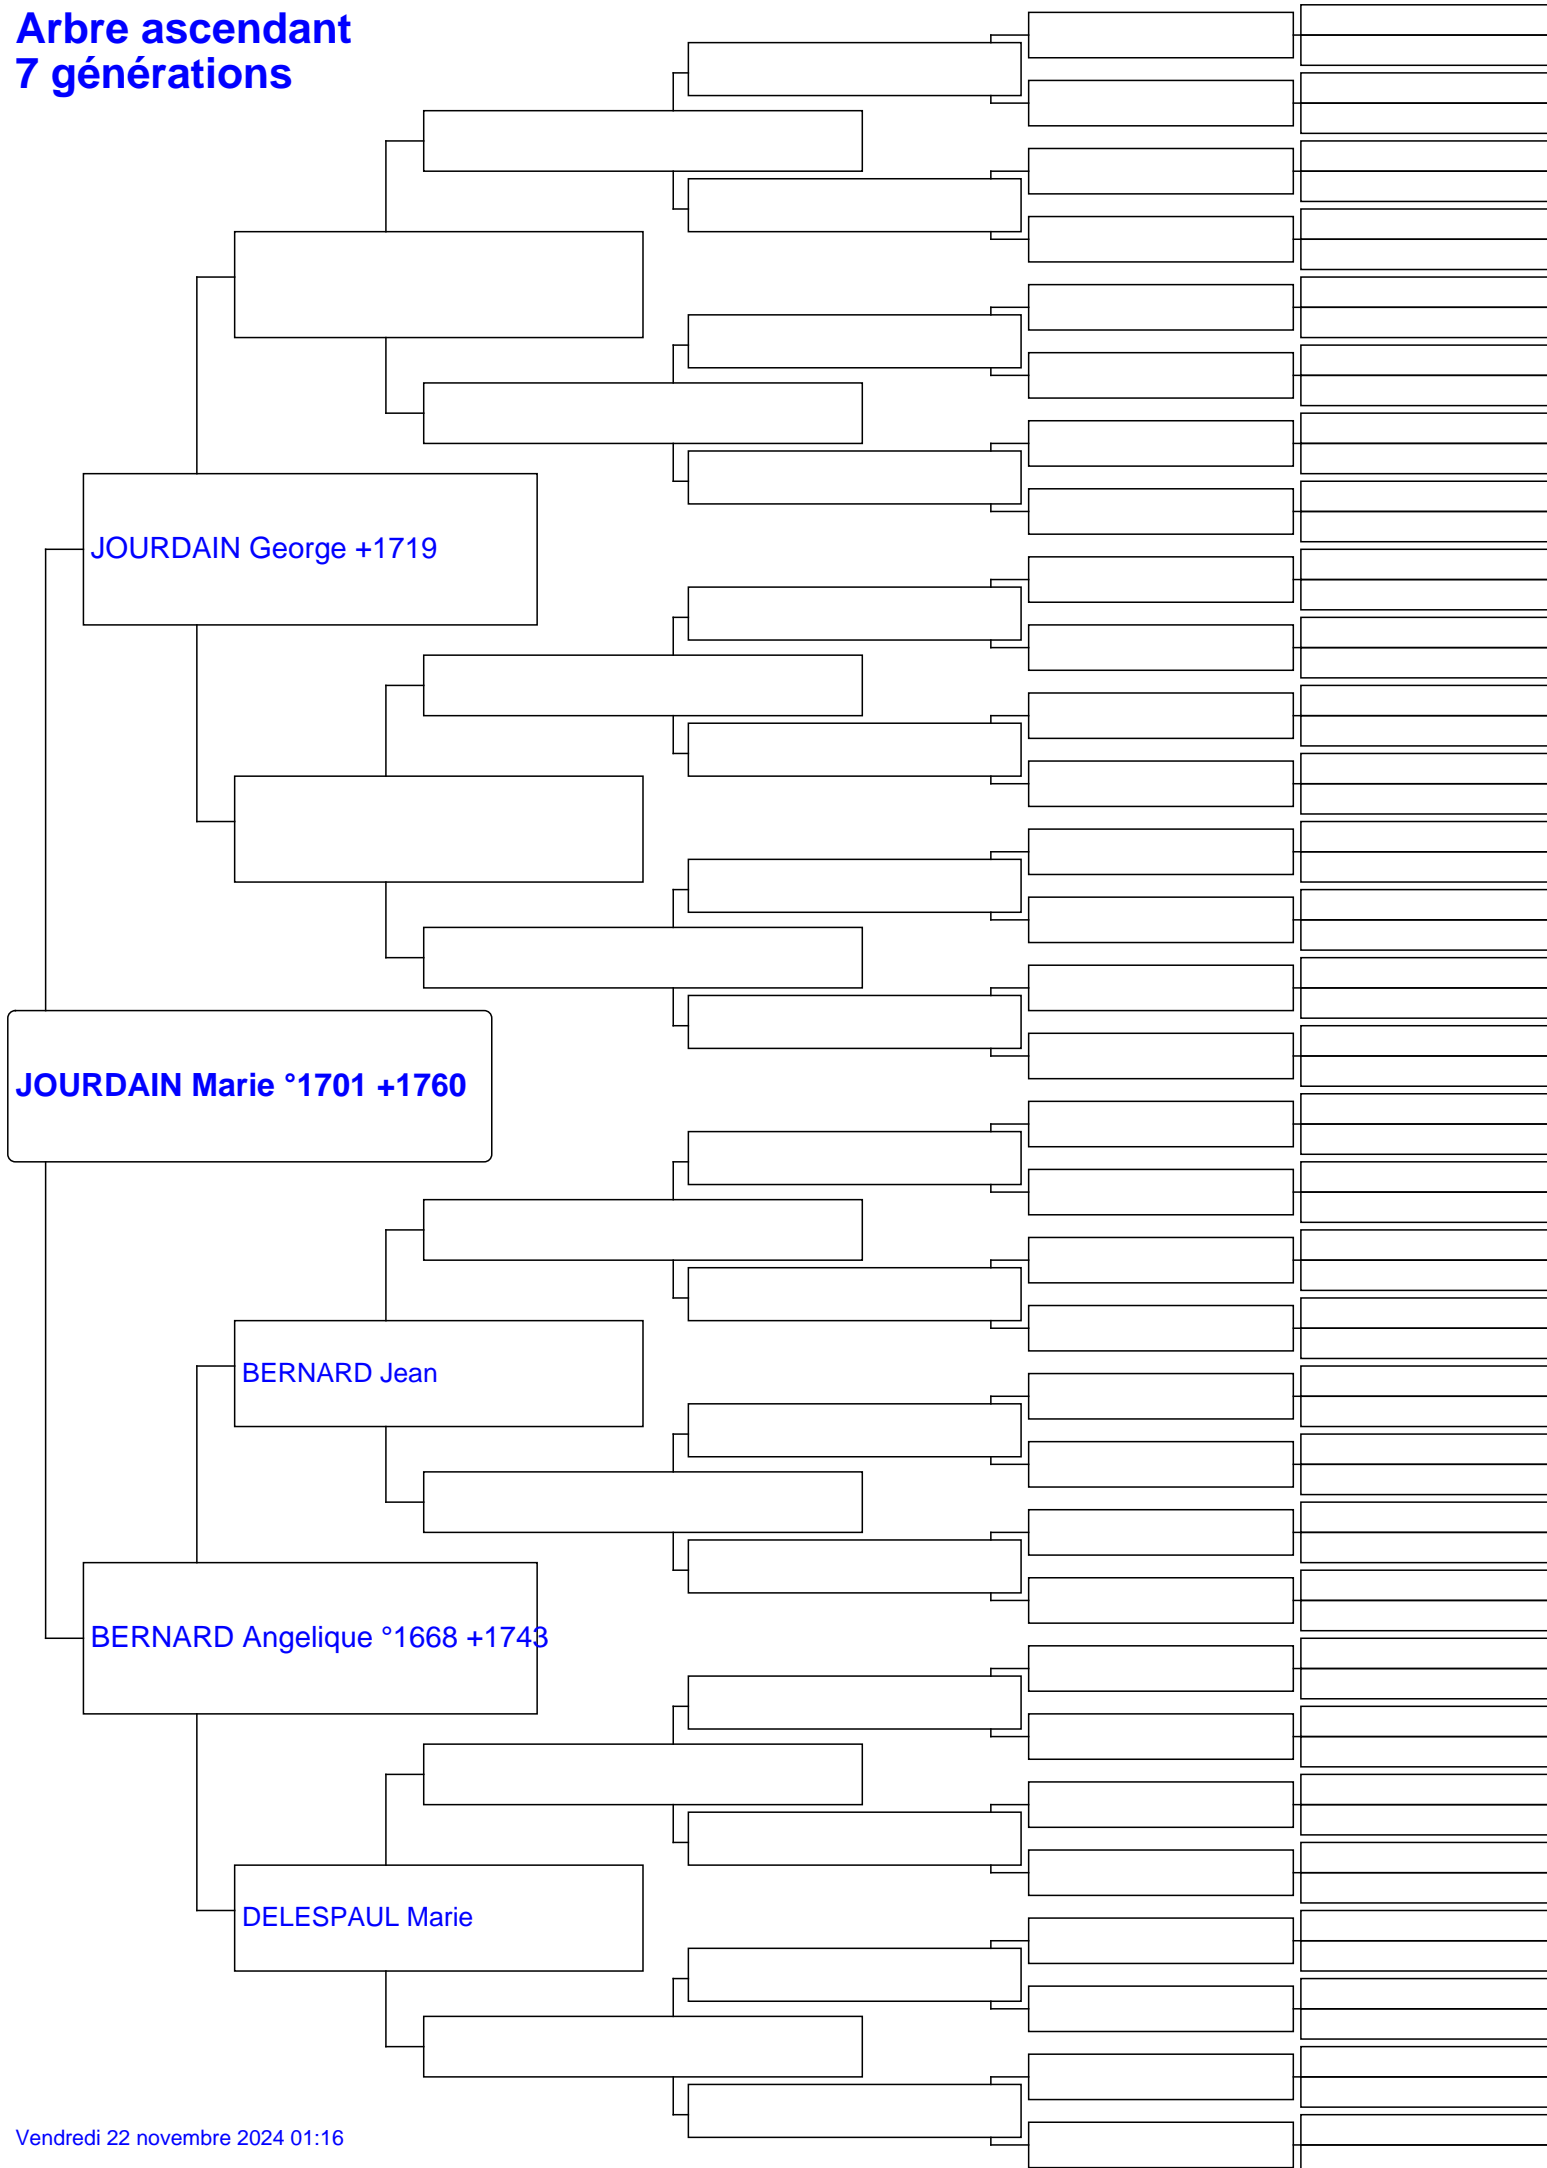 Arbre ascendant
7 générations
JOURDAIN George +1719
JOURDAIN Marie °1701 +1760
BERNARD Jean
BERNARD Angelique °1668 +1743
DELESPAUL Marie
Vendredi 22 novembre 2024 01:16